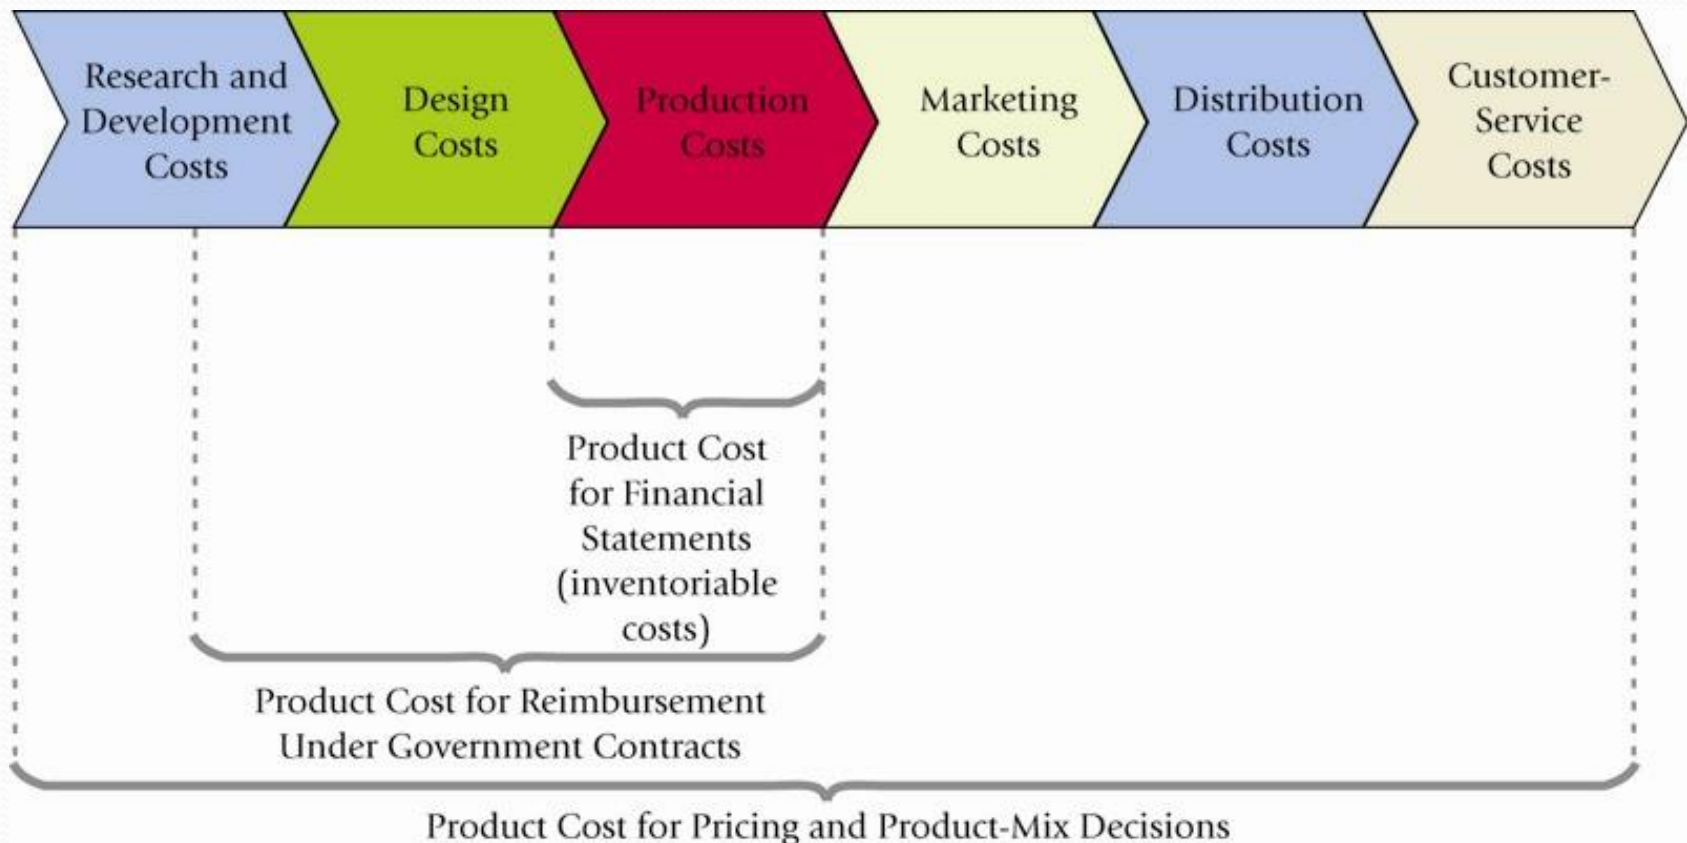 Research and
Development
Costs
Design
Costs
Production
Costs
Marketing
Costs
Distribution
Costs
Customer-
Service
Costs
Product Cost
for Financial
Statements
(inventoriable
costs)
Product Cost for Reimbursement
Under Government Contracts
Product Cost for Pricing and Product-Mix Decisions